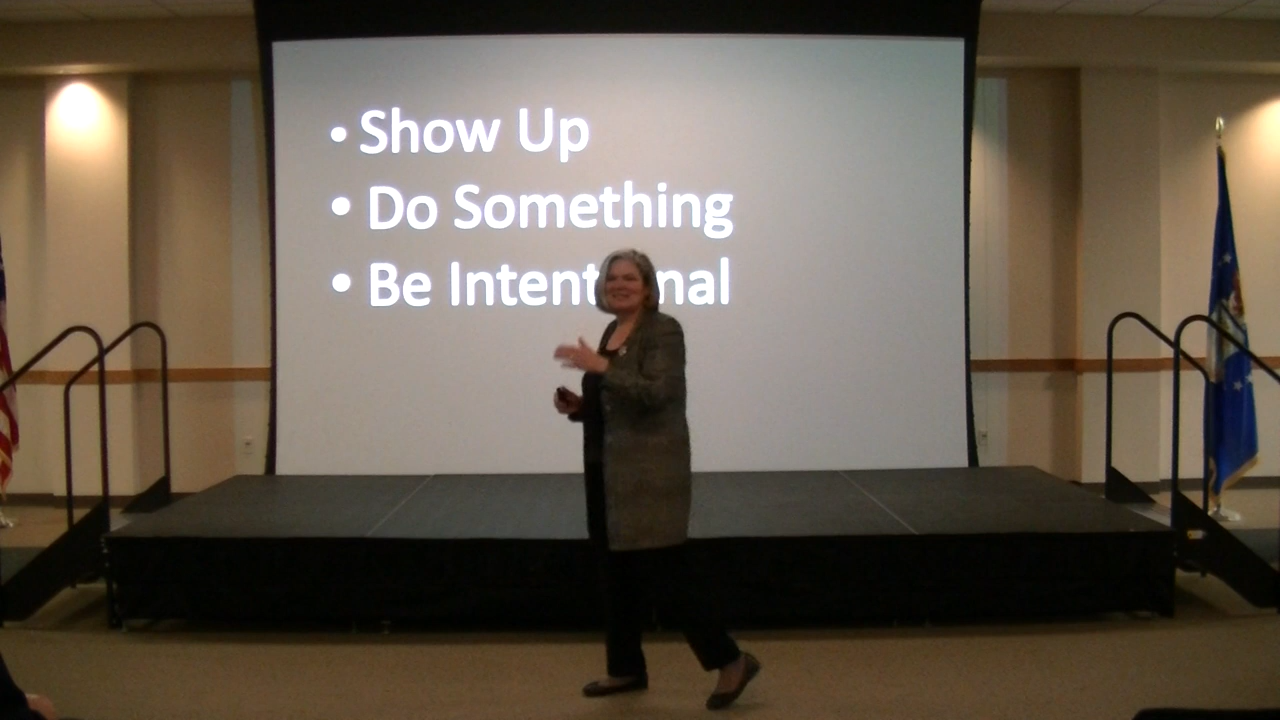 • Show Up
• Do Something
• Be Intentional